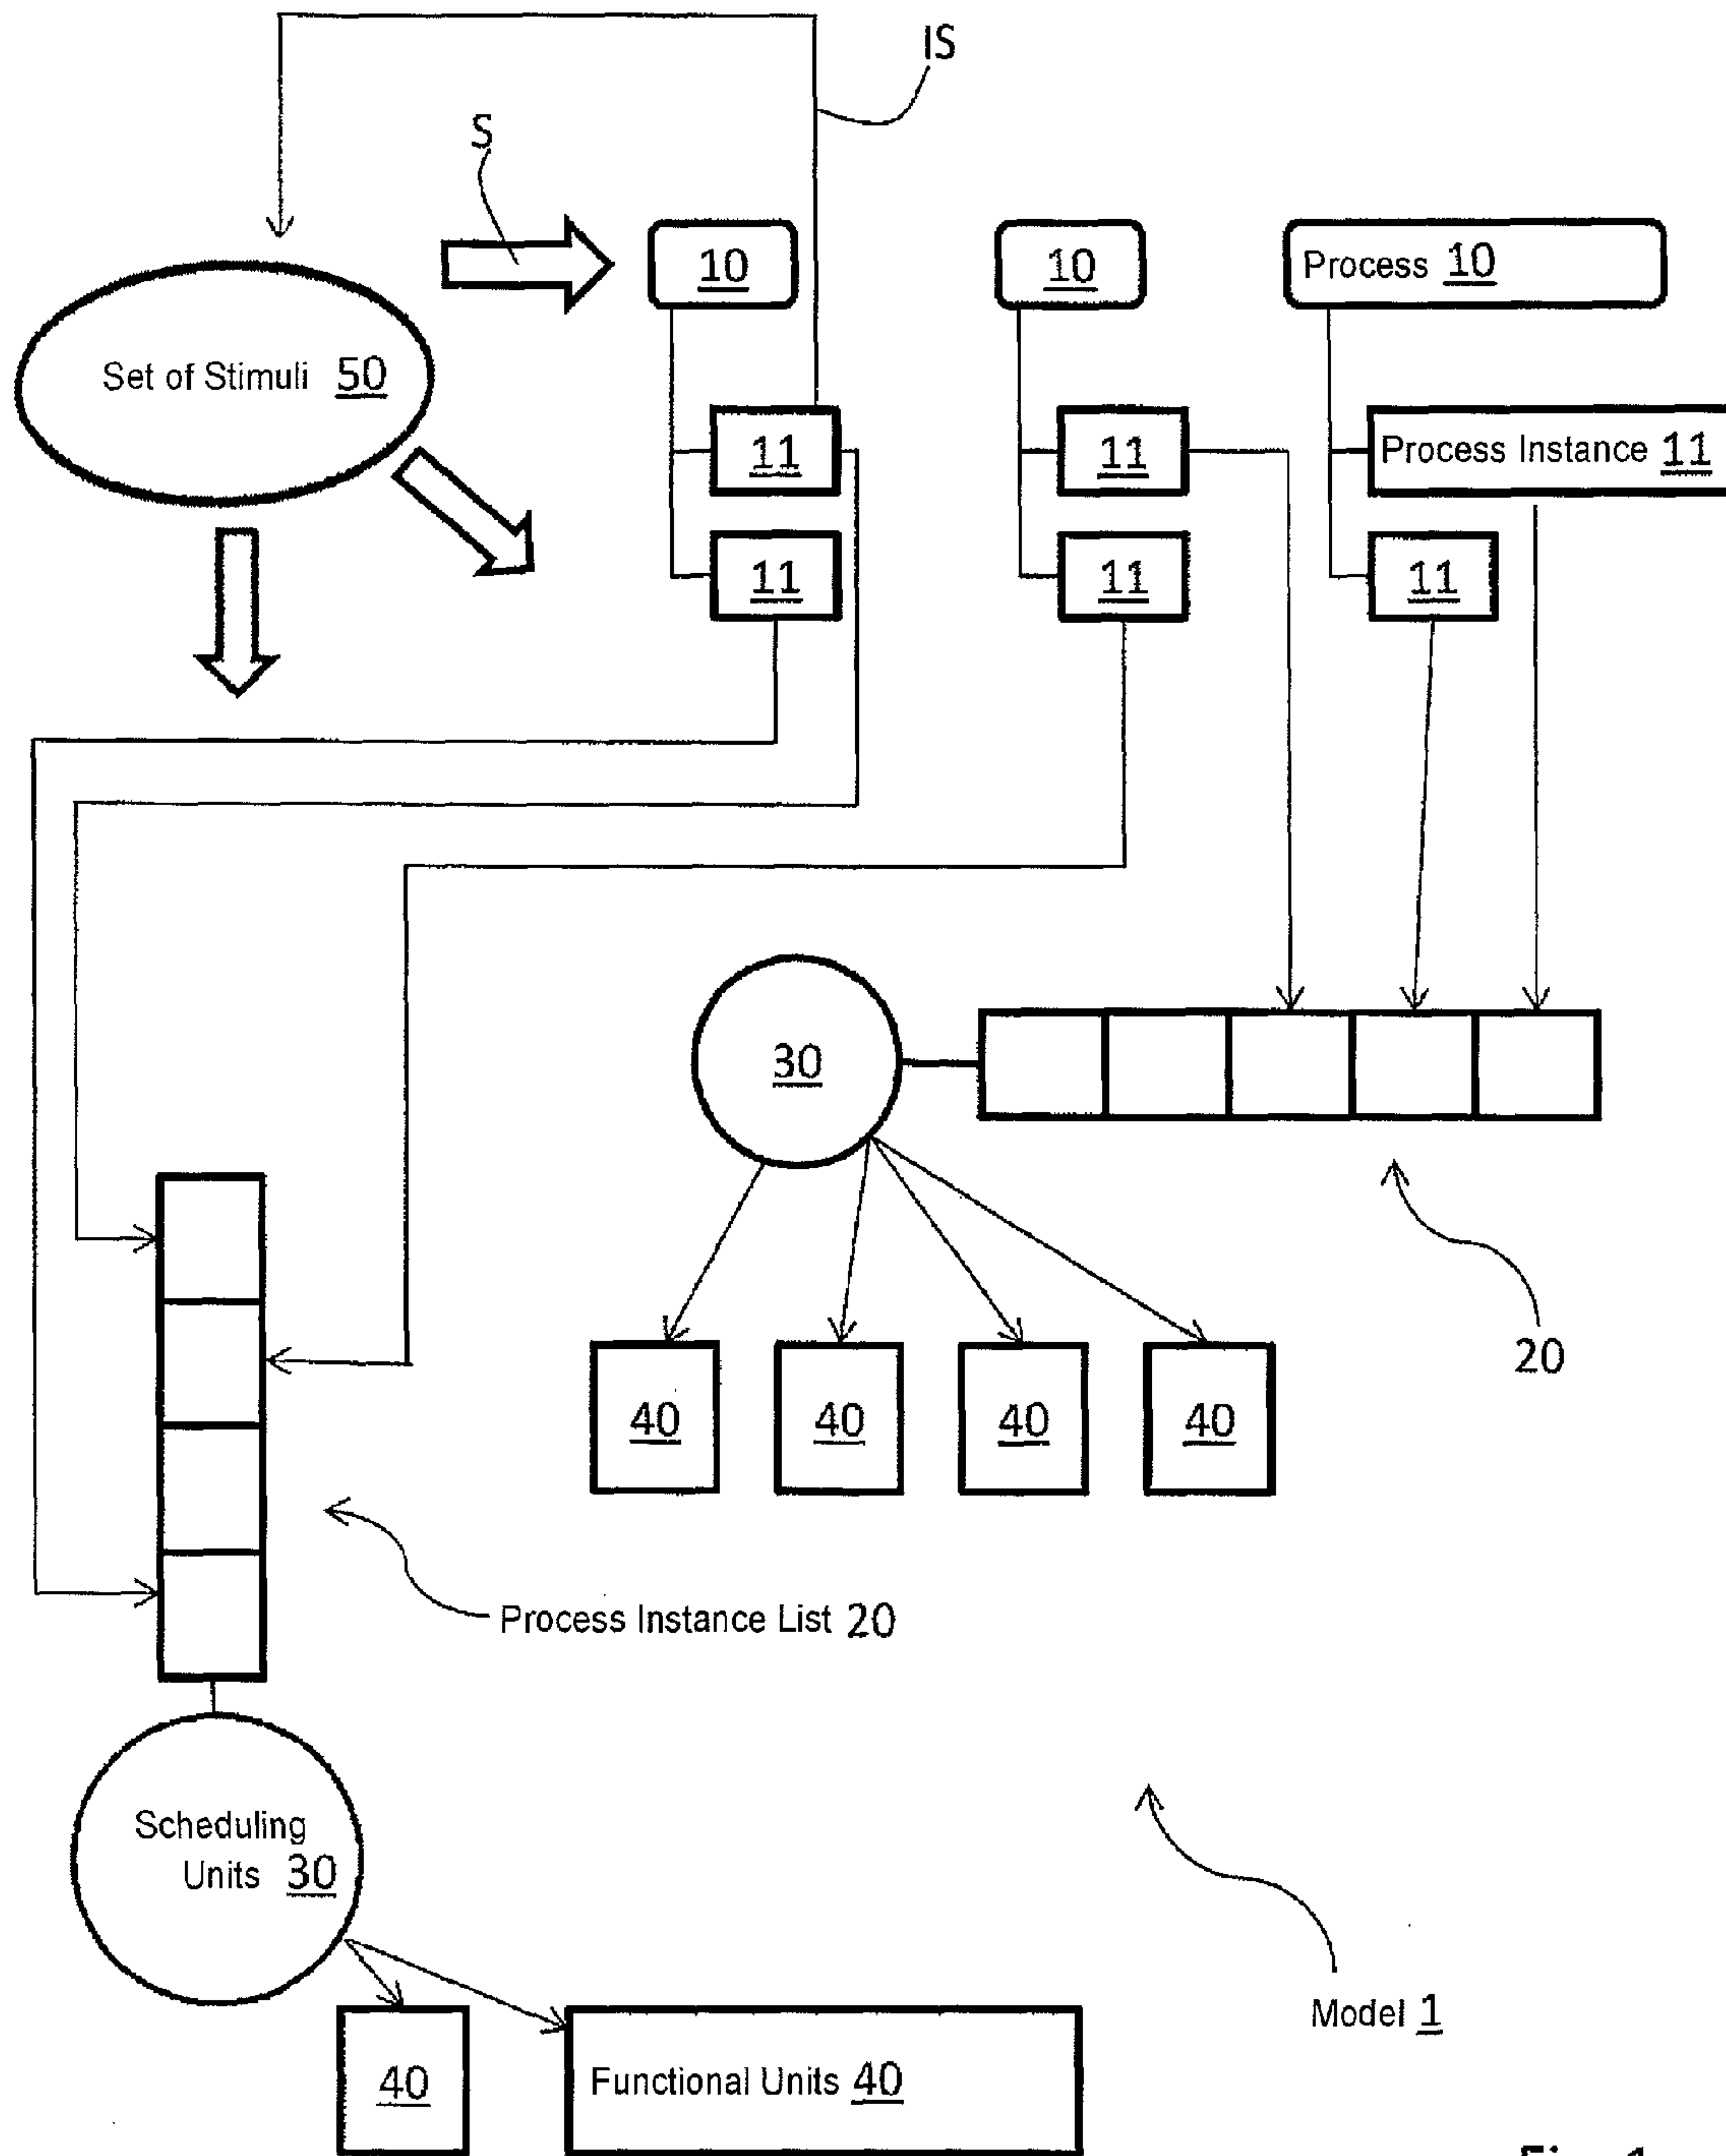 IS
S
10
10
Process 10
Set of Stimuli 50
11
11
Process Instance 11
11
11
11
30
20
40
40
40
40
Process Instance List 20
Scheduling
Units 30
Model 1
40
Functional Units 40